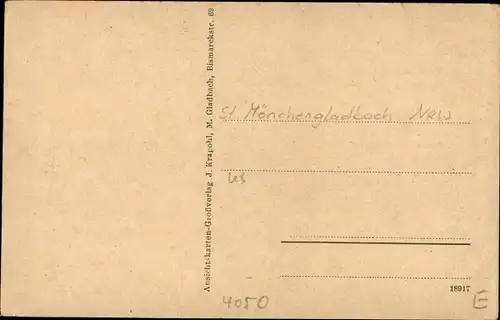 Ansichtskarten-Großverlag J. Krapohl, M. Gladbach, Bismarckstr. 69
St Mönchengladbach NRW
18917
4050
E